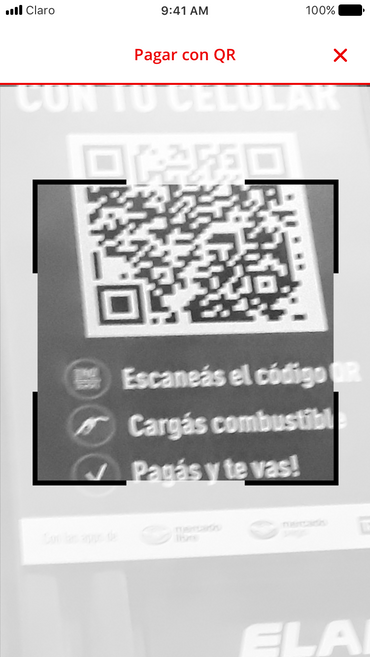 Claro 9:41 AM 100%
Pagar con QR
CON TU CELULAR
Escaneás el código QR
Cargás combustible
Pagás y te vas!
Con las apps de mercado libre mercado pago
ELA